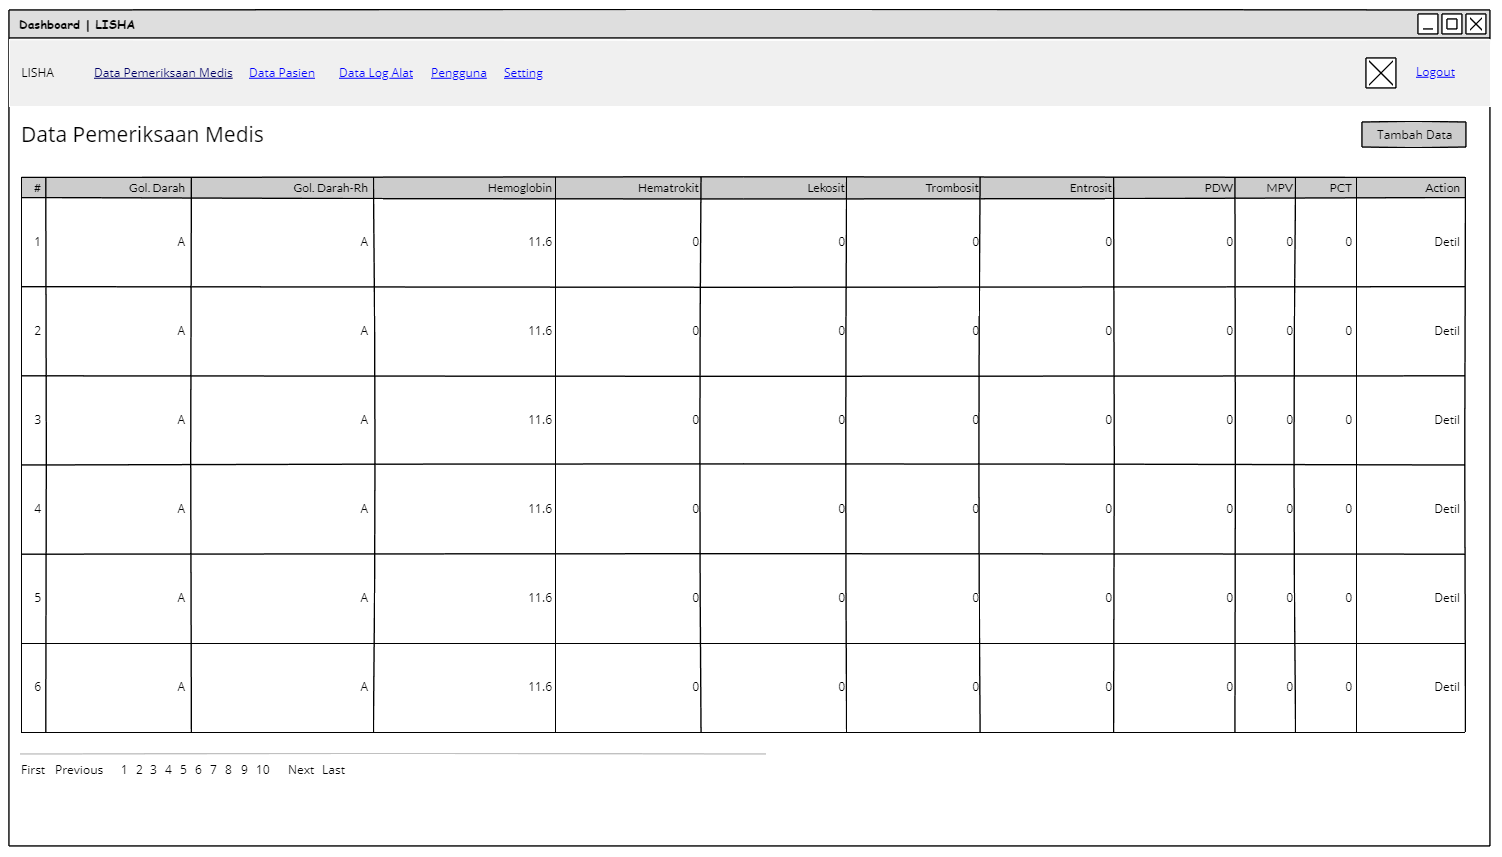 Dashboard | LISHA
LISHA Data Pemeriksaan Medis Data Pasien Data Log Alat Pengguna Setting Logout
Data Pemeriksaan Medis Tambah Data
# Gol. Darah Gol. Darah-Rh Hemoglobin Hematrokit Lekosit Trombosit Entrosit PDW MPV PCT Action
1 A A 11.6 0 0 0 0 0 0 0 Detil
2 A A 11.6 0 0 0 0 0 0 0 Detil
3 A A 11.6 0 0 0 0 0 0 0 Detil
4 A A 11.6 0 0 0 0 0 0 0 Detil
5 A A 11.6 0 0 0 0 0 0 0 Detil
6 A A 11.6 0 0 0 0 0 0 0 Detil
First Previous 1 2 3 4 5 6 7 8 9 10 Next Last